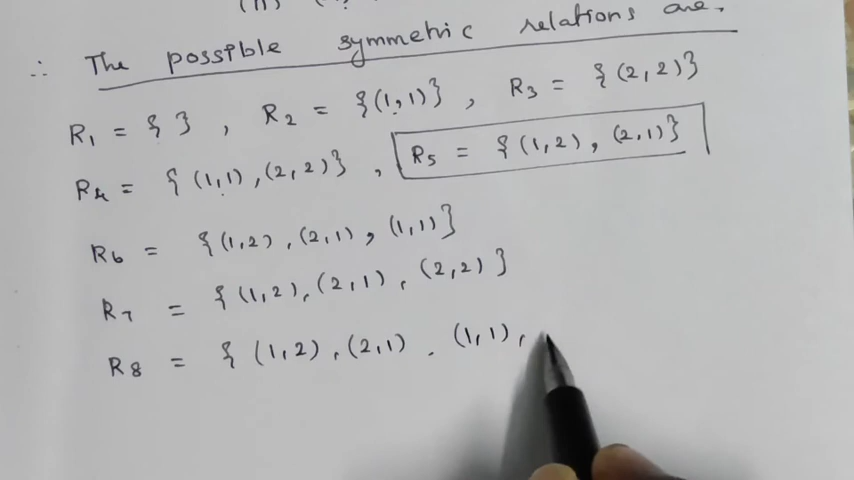 (ii)
∴ The possible symmetric relations are.
R1 = { } , R2 = {(1,1)} , R3 = {(2,2)}
R4 = { (1,1) , (2,2) } , R5 = { (1,2) , (2,1) }
R6 = {(1,2) , (2,1) , (1,1)}
R7 = { (1,2) , (2,1) , (2,2) }
R8 = { (1,2) , (2,1) . (1,1) ,